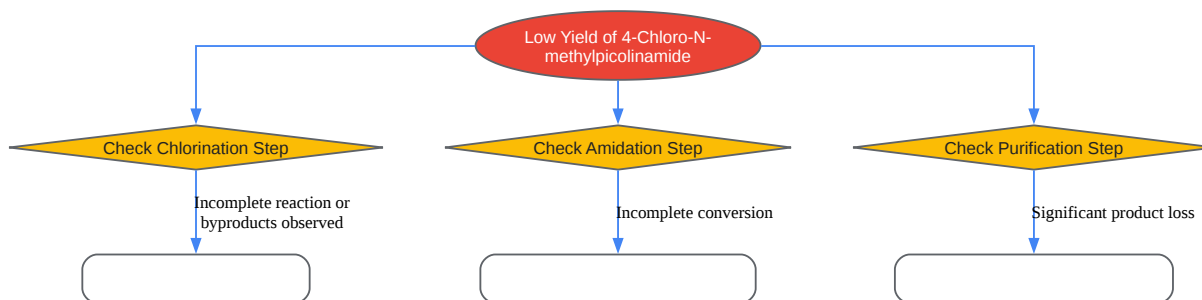 Low Yield of 4-Chloro-N-
methylpicolinamide
Check Chlorination Step
Check Amidation Step
Check Purification Step
Incomplete reaction or
byproducts observed
Incomplete conversion
Significant product loss